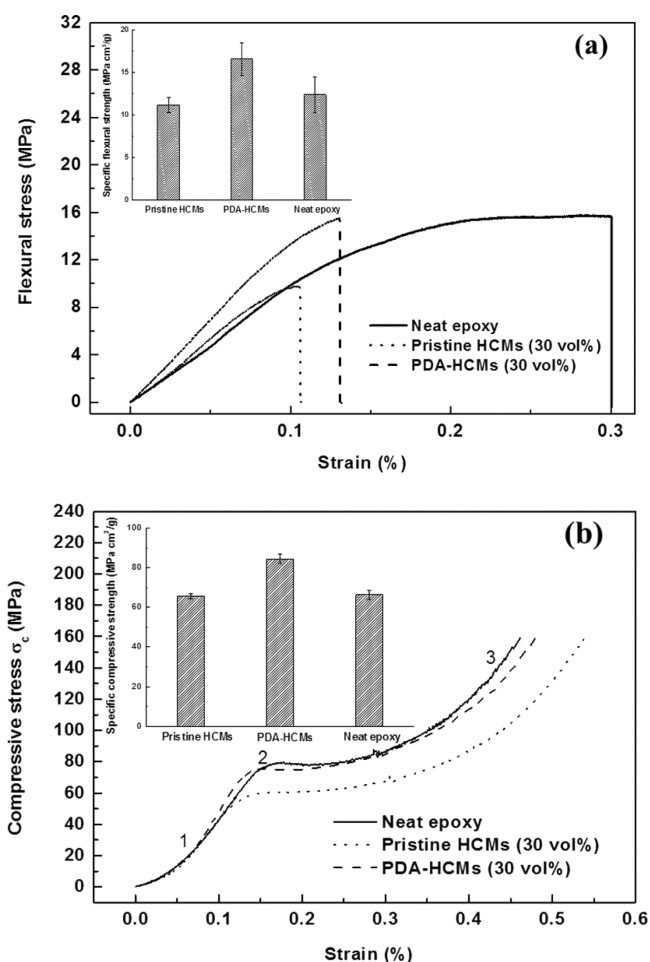 (a)
Flexural stress (MPa)
32
28
24
20
16
12
8
4
0
Specific flexural strength (MPa cm³/g)
20
15
10
5
0
Pristine HCMs PDA-HCMs Neat epoxy
Neat epoxy
Pristine HCMs (30 vol%)
PDA-HCMs (30 vol%)
0.0 0.1 0.2 0.3
Strain (%)
(b)
Compressive stress σc (MPa)
240
220
200
180
160
140
120
100
80
60
40
20
0
Specific compressive strength (MPa cm³/g)
100
80
60
40
20
0
Pristine HCMs PDA-HCMs Neat epoxy
1
2
3
Neat epoxy
Pristine HCMs (30 vol%)
PDA-HCMs (30 vol%)
0.0 0.1 0.2 0.3 0.4 0.5 0.6
Strain (%)